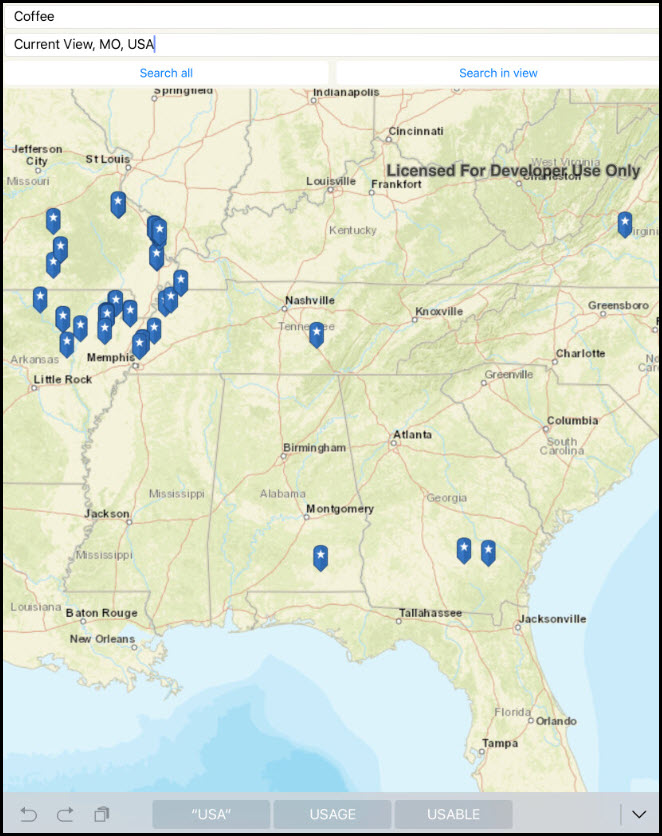 Coffee
Current View, MO, USA
Search all
Search in view
Springfield
Indianapolis
Cincinnati
Jefferson
City
St Louis
Missouri
West Virginia
Licensed For Developer Use Only
Charleston
Louisville
Frankfort
Kentucky
Nashville
Tennessee
Knoxville
Greensboro
Arkansas
Memphis
Charlotte
Little Rock
Greenville
Columbia
South
Carolina
Atlanta
Birmingham
Mississippi
Alabama
Georgia
Jackson
Montgomery
Mississippi
Louisiana
Baton Rouge
Tallahassee
Jacksonville
New Orleans
Florida
Orlando
Tampa
“USA”
USAGE
USABLE